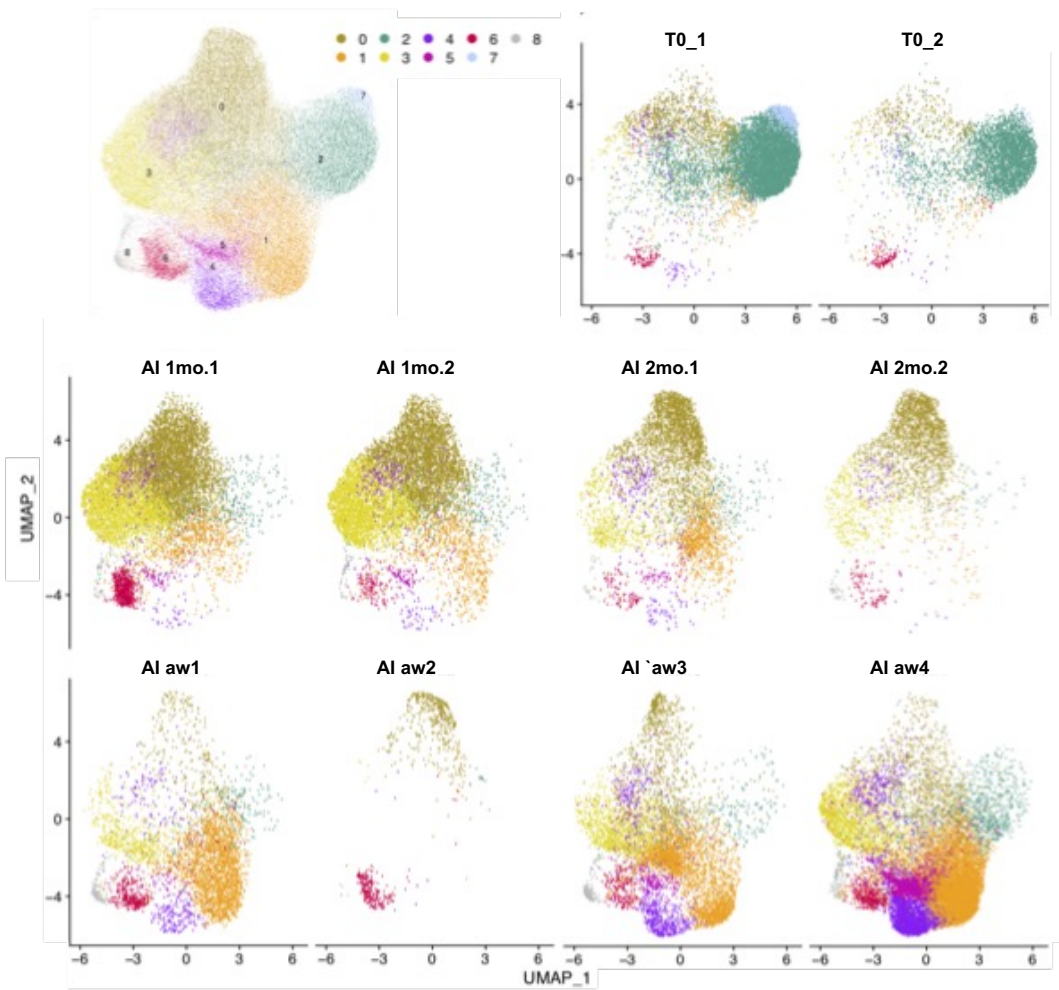 0 2 4 6 8
1 3 5 7
7
0
2
3
1
5
8
6
4
T0_1 T0_2
4
0
−4
−6 −3 0 3 6 −6 −3 0 3 6
AI 1mo.1 AI 1mo.2 AI 2mo.1 AI 2mo.2
4
0
−4
UMAP_2
AI aw1 AI aw2 AI `aw3 AI aw4
4
0
−4
−6 −3 0 3 6 −6 −3 0 3 6 −6 −3 0 3 6 −6 −3 0 3 6
UMAP_1